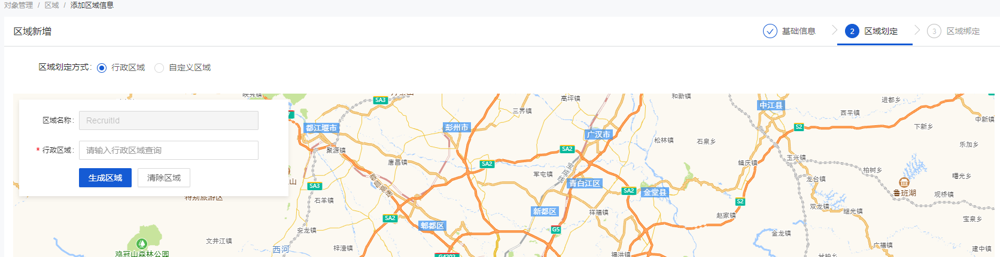 对象管理 / 区域 / 添加区域信息
区域新增
基础信息
2 区域划定
3 区域绑定
区域划定方式: 行政区域 自定义区域
区域名称: RecruitId
* 行政区域: 请输入行政区域查询
生成区域 清除区域
映秀镇
SA3
高坪镇
和新镇
进都乡
三界镇
中江县
西平镇
中新镇
都江堰市
彭州市
广汉市
S2
下新乡
松林镇
石泉乡
乐加乡
聚源镇
SA2
唐昌镇
SA2
玉兴镇
军屯镇
宝成线
柏树乡
龙台镇
曙光乡
山
SA3
青白江区
SA2
金堂县
鲁班湖
观桥镇
特别旅游区
石羊镇
S2
双龙镇
继光镇
新都区
祥福镇
赵家镇
SA2
宝泉乡
郫都区
安龙镇
G5
金龙镇
文井江镇
西河
梓潼镇
广福镇
建中镇
鸡冠山森林公园
福洪镇
G4202